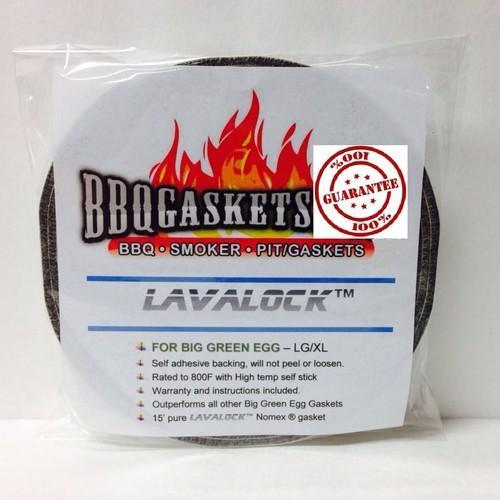 BBQGASKETS
BBQ • SMOKER • PIT/GASKETS
100%
GUARANTEE
100%
LAVALOCK™
FOR BIG GREEN EGG – LG/XL
Self adhesive backing, will not peel or loosen.
Rated to 800F with High temp self stick
Warranty and instructions included.
Outperforms all other Big Green Egg Gaskets
15' pure LAVALOCK™ Nomex ® gasket